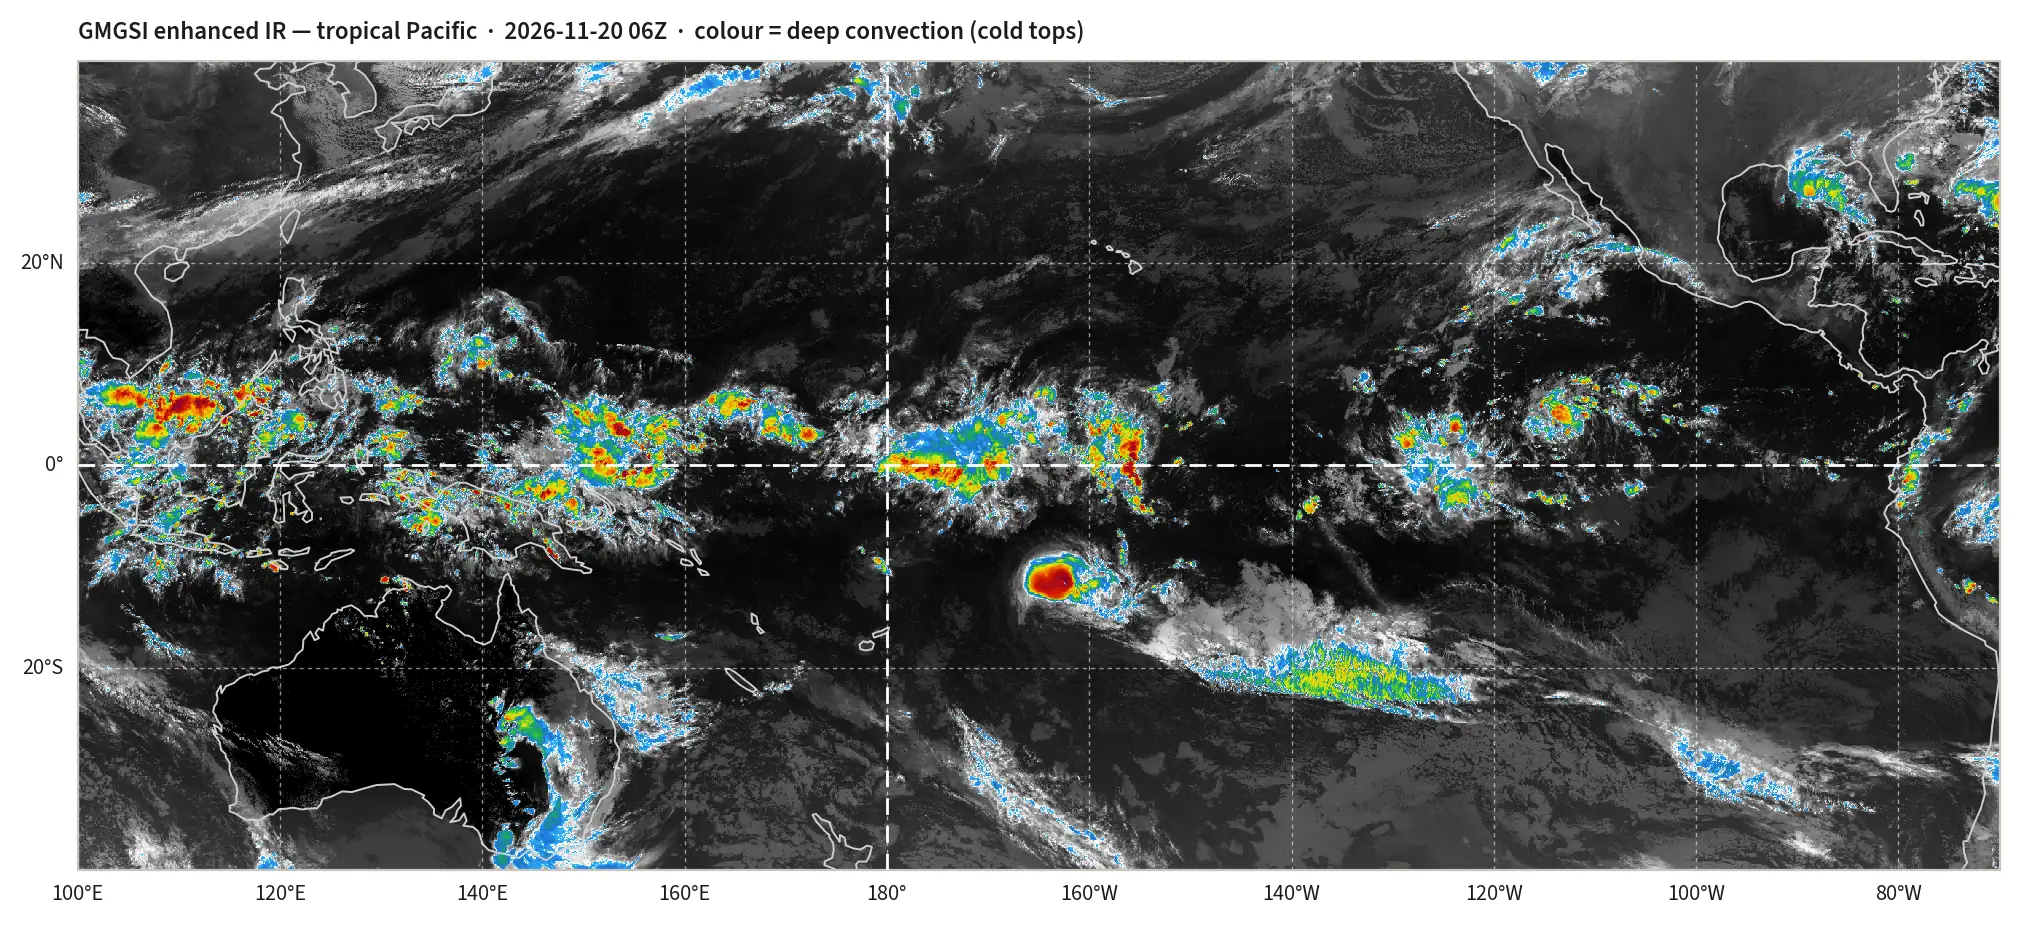 GMGSI enhanced IR — tropical Pacific · 2026-11-20 06Z · colour = deep convection (cold tops)
20°N
0°
20°S
100°E 120°E 140°E 160°E 180° 160°W 140°W 120°W 100°W 80°W